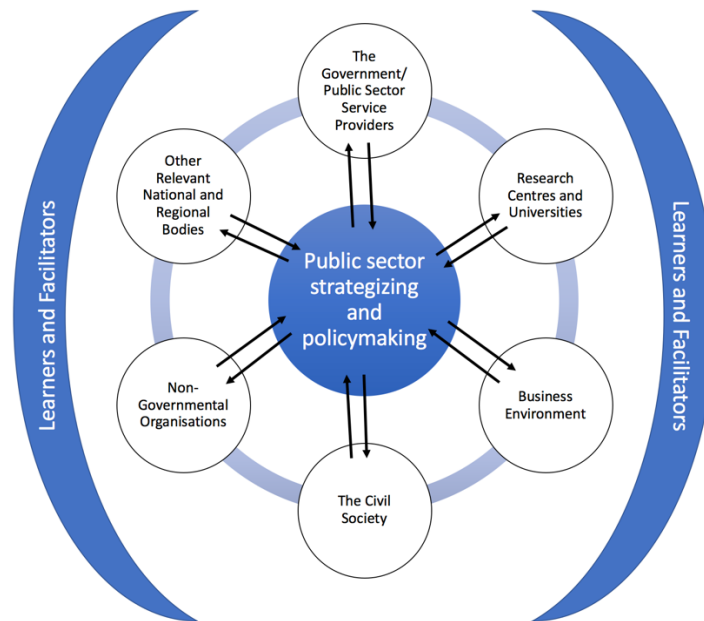 The
Government/
Public Sector
Service
Providers
Other
Relevant
National and
Regional
Bodies
Research
Centres and
Universities
Learners and Facilitators
Public sector
strategizing
and
policymaking
Learners and Facilitators
Non-
Governmental
Organisations
Business
Environment
The Civil
Society